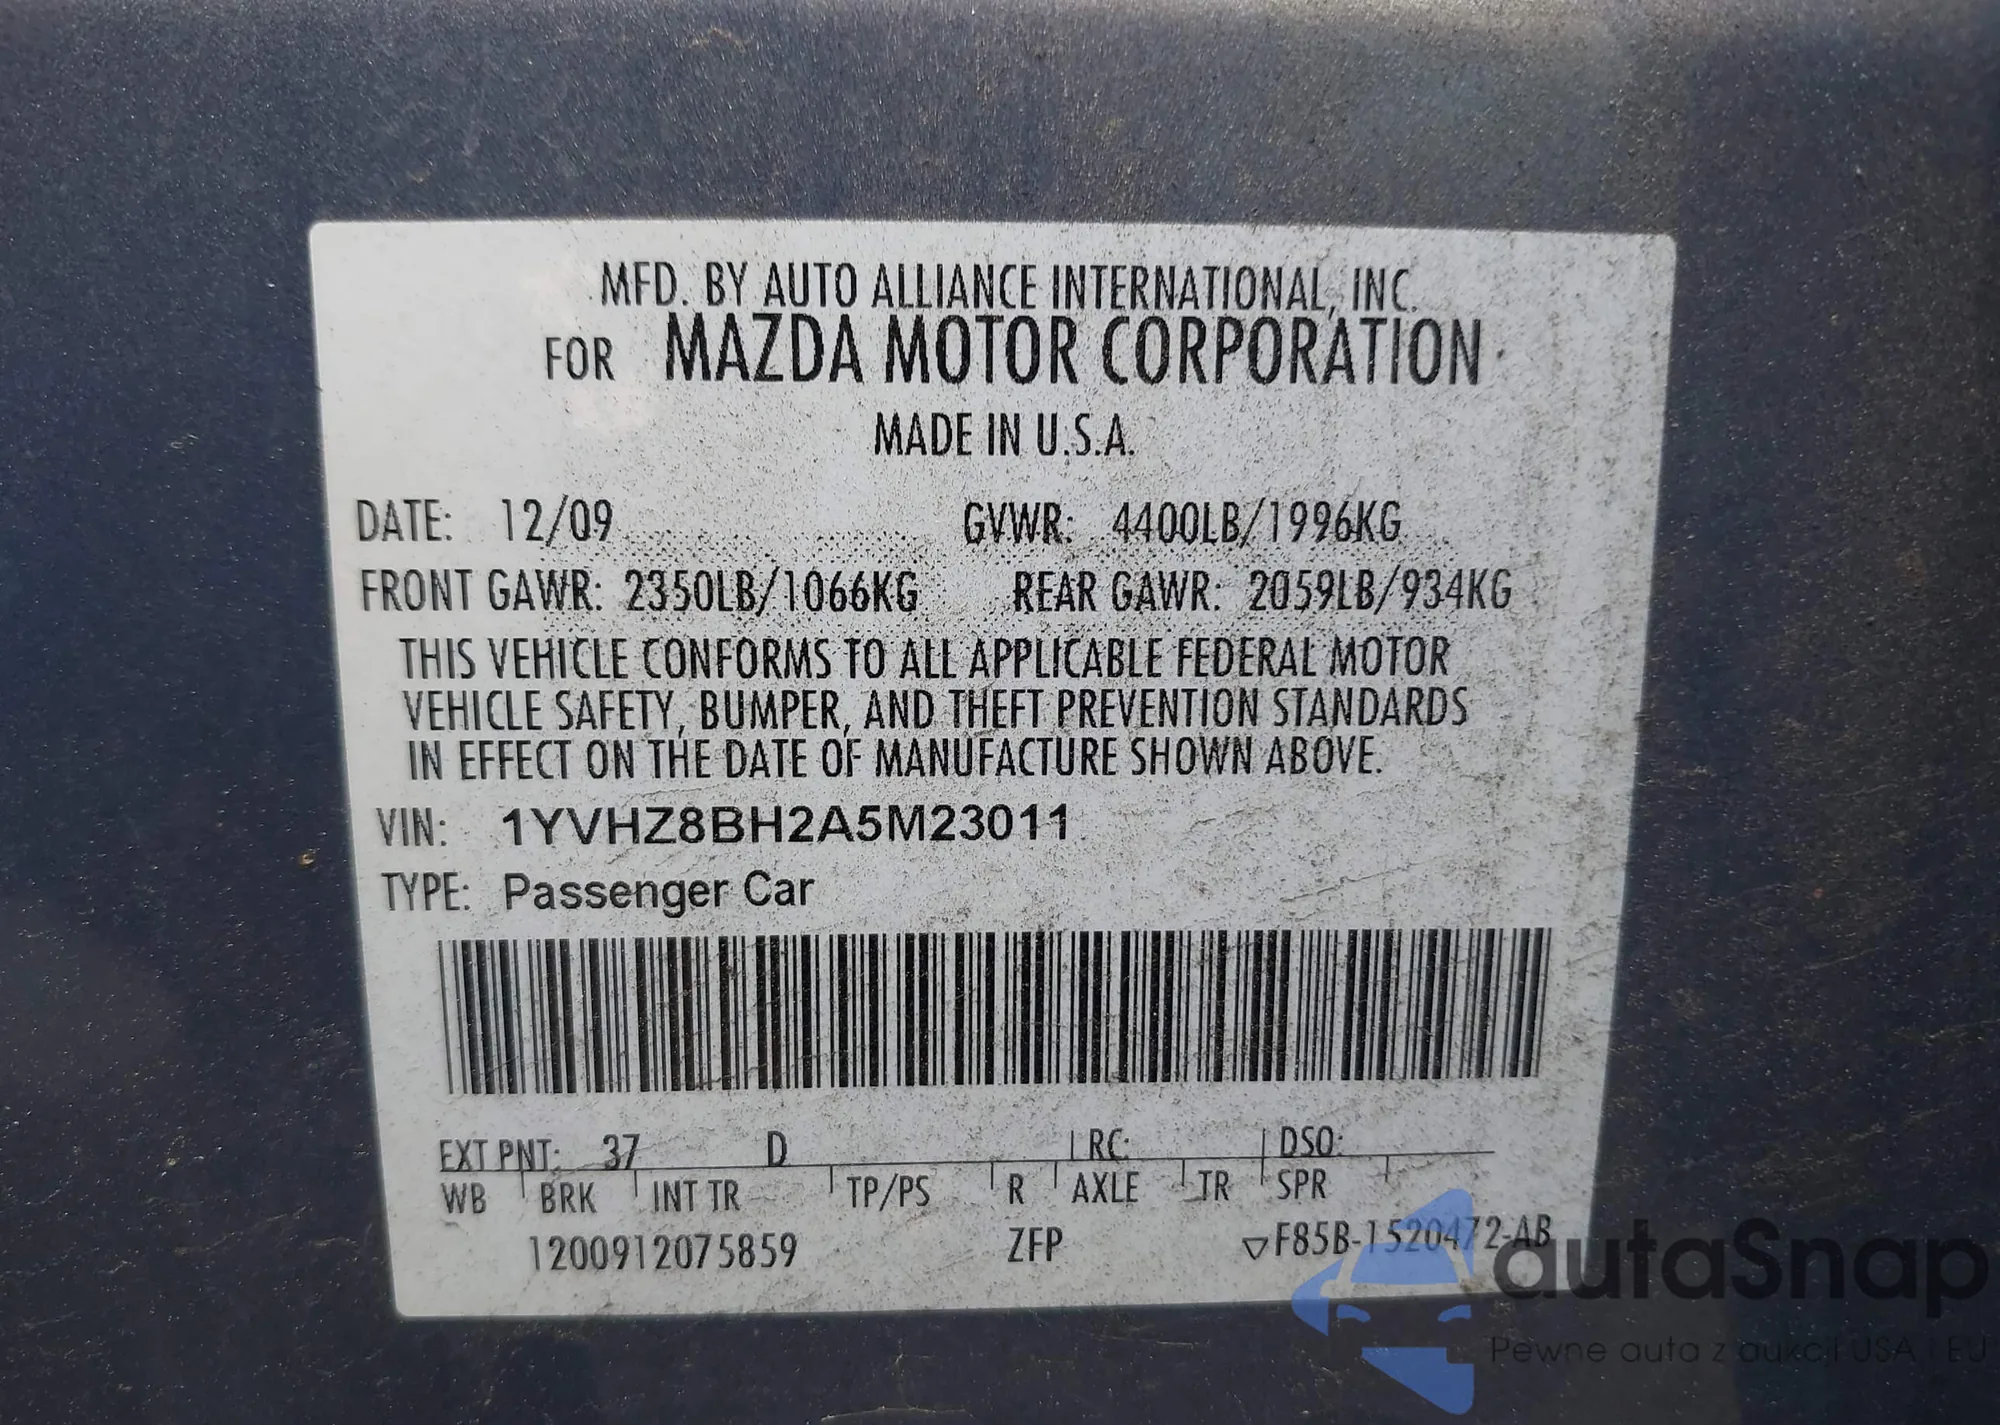 MFD. BY AUTO ALLIANCE INTERNATIONAL, INC.
FOR MAZDA MOTOR CORPORATION
MADE IN U.S.A.
DATE: 12/09 GVWR: 4400LB/1996KG
FRONT GAWR: 2350LB/1066KG REAR GAWR: 2059LB/934KG
THIS VEHICLE CONFORMS TO ALL APPLICABLE FEDERAL MOTOR
VEHICLE SAFETY, BUMPER, AND THEFT PREVENTION STANDARDS
IN EFFECT ON THE DATE OF MANUFACTURE SHOWN ABOVE.
VIN: 1YVHZ8BH2A5M23011
TYPE: Passenger Car
EXT PNT: 37 D RC: DSO:
WB BRK INT TR TP/PS R AXLE TR SPR
1200912075859 ZFP ▽F85B-1520472-AB
autaSnap
Pewne auta z aukcji USA i EU